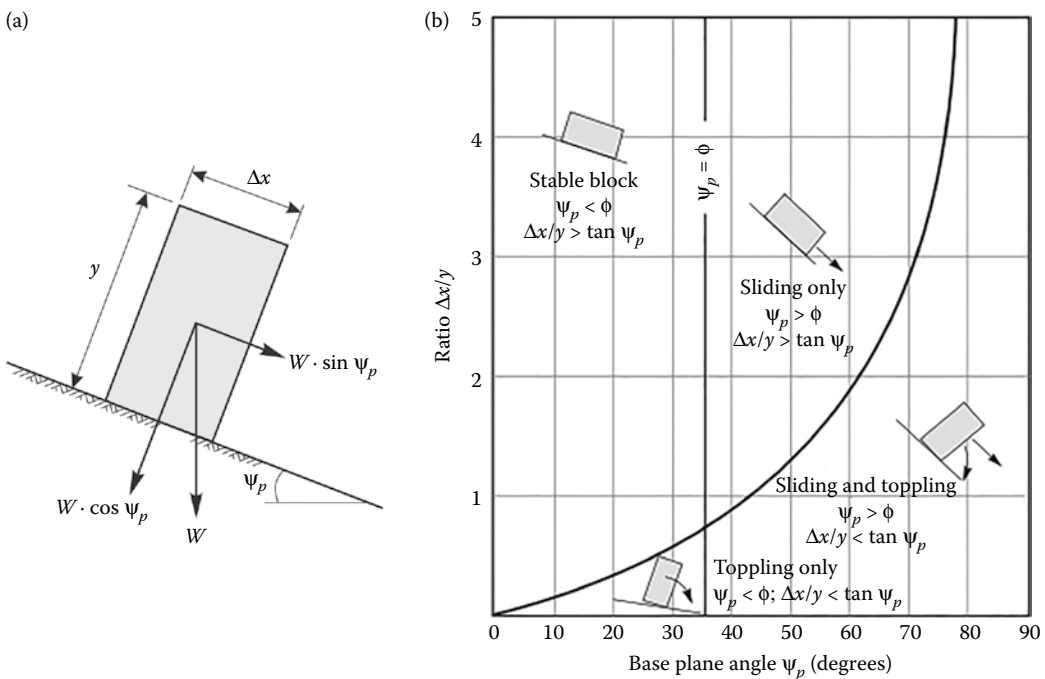 (a)
Δx
y
W · sin ψp
W · cos ψp
W
ψp
(b)
Ratio Δx/y
5
4
3
2
1
0
10
20
30
40
50
60
70
80
90
Base plane angle ψp (degrees)
ψp = ϕ
Stable block
ψp < ϕ
Δx/y > tan ψp
Sliding only
ψp > ϕ
Δx/y > tan ψp
Sliding and toppling
ψp > ϕ
Δx/y < tan ψp
Toppling only
ψp < ϕ; Δx/y < tan ψp